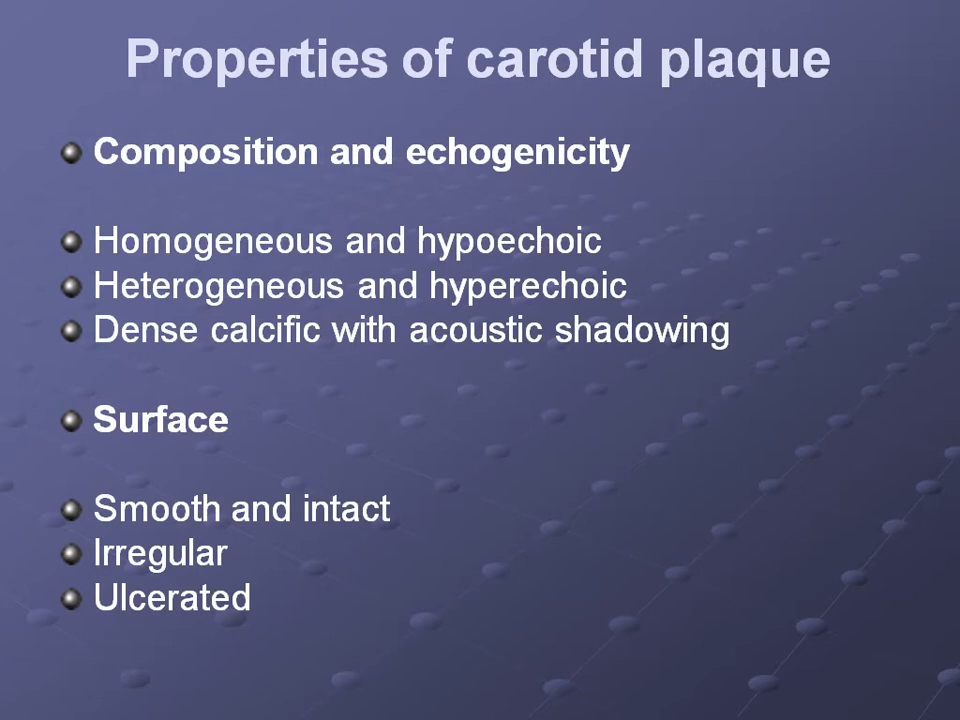 Properties of carotid plaque
Composition and echogenicity
Homogeneous and hypoechoic
Heterogeneous and hyperechoic
Dense calcific with acoustic shadowing
Surface
Smooth and intact
Irregular
Ulcerated